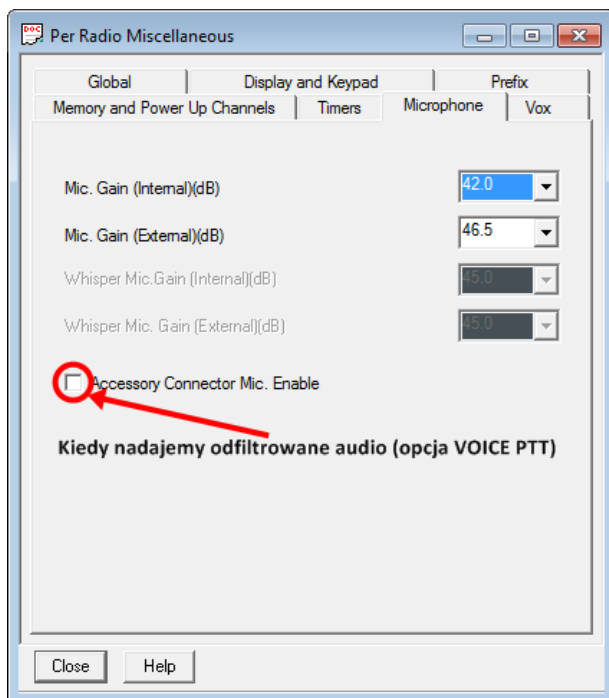 DOC
Per Radio Miscellaneous
Global
Display and Keypad
Prefix
Memory and Power Up Channels
Timers
Microphone
Vox
Mic. Gain (Internal)(dB)
42.0
Mic. Gain (External)(dB)
46.5
Whisper Mic.Gain (Internal)(dB)
45.0
Whisper Mic. Gain (External)(dB)
45.0
Accessory Connector Mic. Enable
Kiedy nadajemy odfiltrowane audio (opcja VOICE PTT)
Close
Help